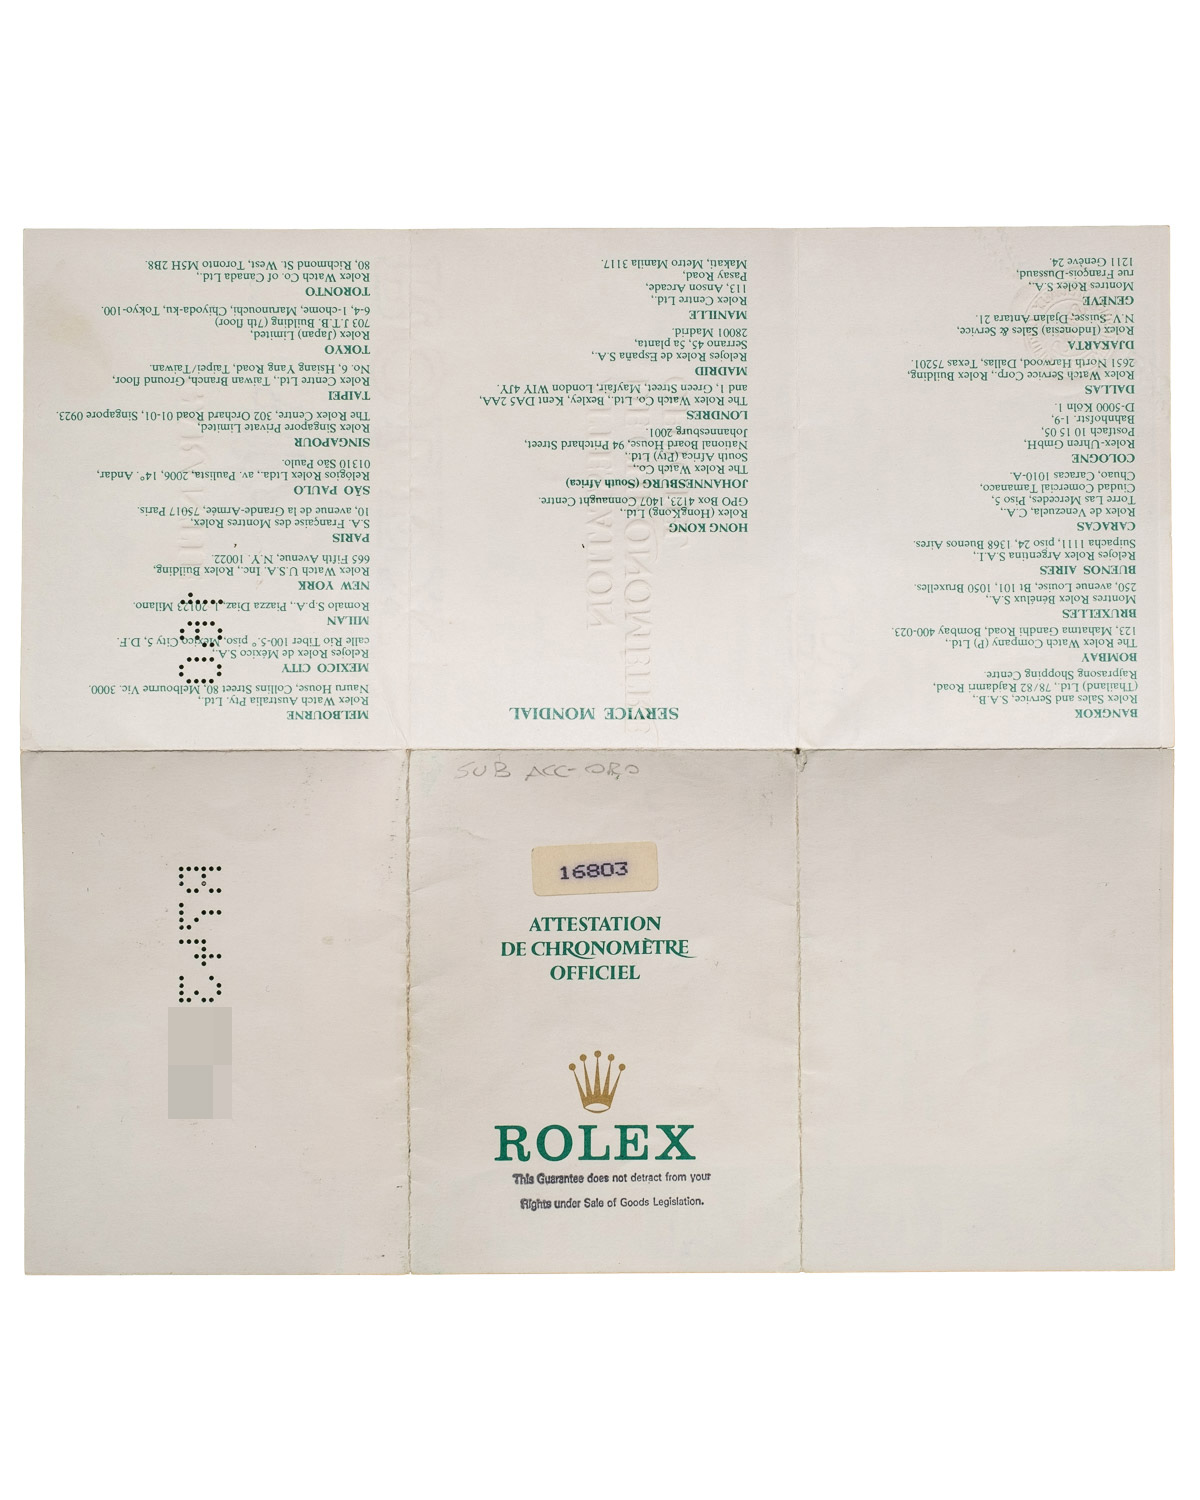 SUB ACC-ORO
16803
ATTESTATION
DE CHRONOMÈTRE
OFFICIEL
ROLEX
This Guarantee does not detract from your
Rights under Sale of Goods Legislation.
SERVICE MONDIAL
BANGKOK
Rolex Sales and Service, S.A.B.,
(Thailand) Ltd., 78/82 Rajdamri Road,
Raprasong Shopping Centre.
BOMBAY
The Rolex Watch Company (P) Ltd.,
123, Mahatma Gandhi Road, Bombay 400-023.
BRUXELLES
Montres Rolex Bénélux S.A.,
250, avenue Louise, Bt 101, 1050 Bruxelles.
BUENOS AIRES
Relojes Rolex Argentina S.A.I.,
Suipacha 1111, piso 24, 1368 Buenos Aires.
CARACAS
Rolex de Venezuela, C.A.,
Torre Las Mercedes, Piso 5,
Ciudad Comercial Tamanaco,
Chuao, Caracas 1010-A.
COLOGNE
Rolex-Uhren GmbH,
Postfach 10 15 05,
Bahnhofstr. 1-9,
D-5000 Köln 1.
DALLAS
Rolex Watch Service Corp., Rolex Building,
2651 North Harwood, Dallas, Texas 75201.
DJAKARTA
Rolex (Indonesia) Sales & Service,
N.V. Suisse, Djalan Antara 21.
GENÈVE
Montres Rolex S.A.,
rue François-Dussaud,
1211 Genève 24.
HONG KONG
Rolex (HongKong) Ltd.,
GPO Box 4123, 1407 Connaught Centre.
JOHANNESBURG (South Africa)
The Rolex Watch Co.,
South Africa (Pty) Ltd.,
National Board House, 94 Pritchard Street,
Johannesburg 2001.
LONDRES
The Rolex Watch Co. Ltd., Bexley, Kent DA5 2AA,
and 1, Green Street, Mayfair, London W1Y 4JY.
MADRID
Relojes Rolex de España S.A.,
Serrano 45, 5a planta,
28001 Madrid.
MANILLE
Rolex Centre Ltd.,
113, Anson Arcade,
Pasay Road,
Makati, Metro Manila 3117.
MELBOURNE
Rolex Watch Australia Pty. Ltd.,
Nauru House, Collins Street 80, Melbourne Vic. 3000.
MEXICO CITY
Relojes Rolex de México S.A.,
calle Rio Tiber 100-5.° piso, México City 5, D.F.
MILAN
Romalo S.p.A., Piazza Diaz 1, 20123 Milano.
NEW YORK
Rolex Watch U.S.A. Inc., Rolex Building,
665 Fifth Avenue, N.Y. 10022.
PARIS
S.A. Française des Montres Rolex,
10, avenue de la Grande-Armée, 75017 Paris.
SÃO PAULO
Relógios Rolex Ltda., av. Paulista, 2006, 14°. Andar,
01310 São Paulo.
SINGAPOUR
Rolex Singapore Private Limited,
The Rolex Centre, 302 Orchard Road 01-01, Singapore 0923.
TAIPEI
Rolex Centre Ltd., Taiwan Branch, Ground floor,
No. 6, Hsiang Yang Road, Taipei/Taiwan.
TOKYO
Rolex (Japan) Limited,
703 J.T.B. Building (7th floor)
6-4, 1-chome, Marunouchi, Chiyoda-ku, Tokyo-100.
TORONTO
Rolex Watch Co. of Canada Ltd.,
80, Richmond St. West, Toronto M5H 2B8.